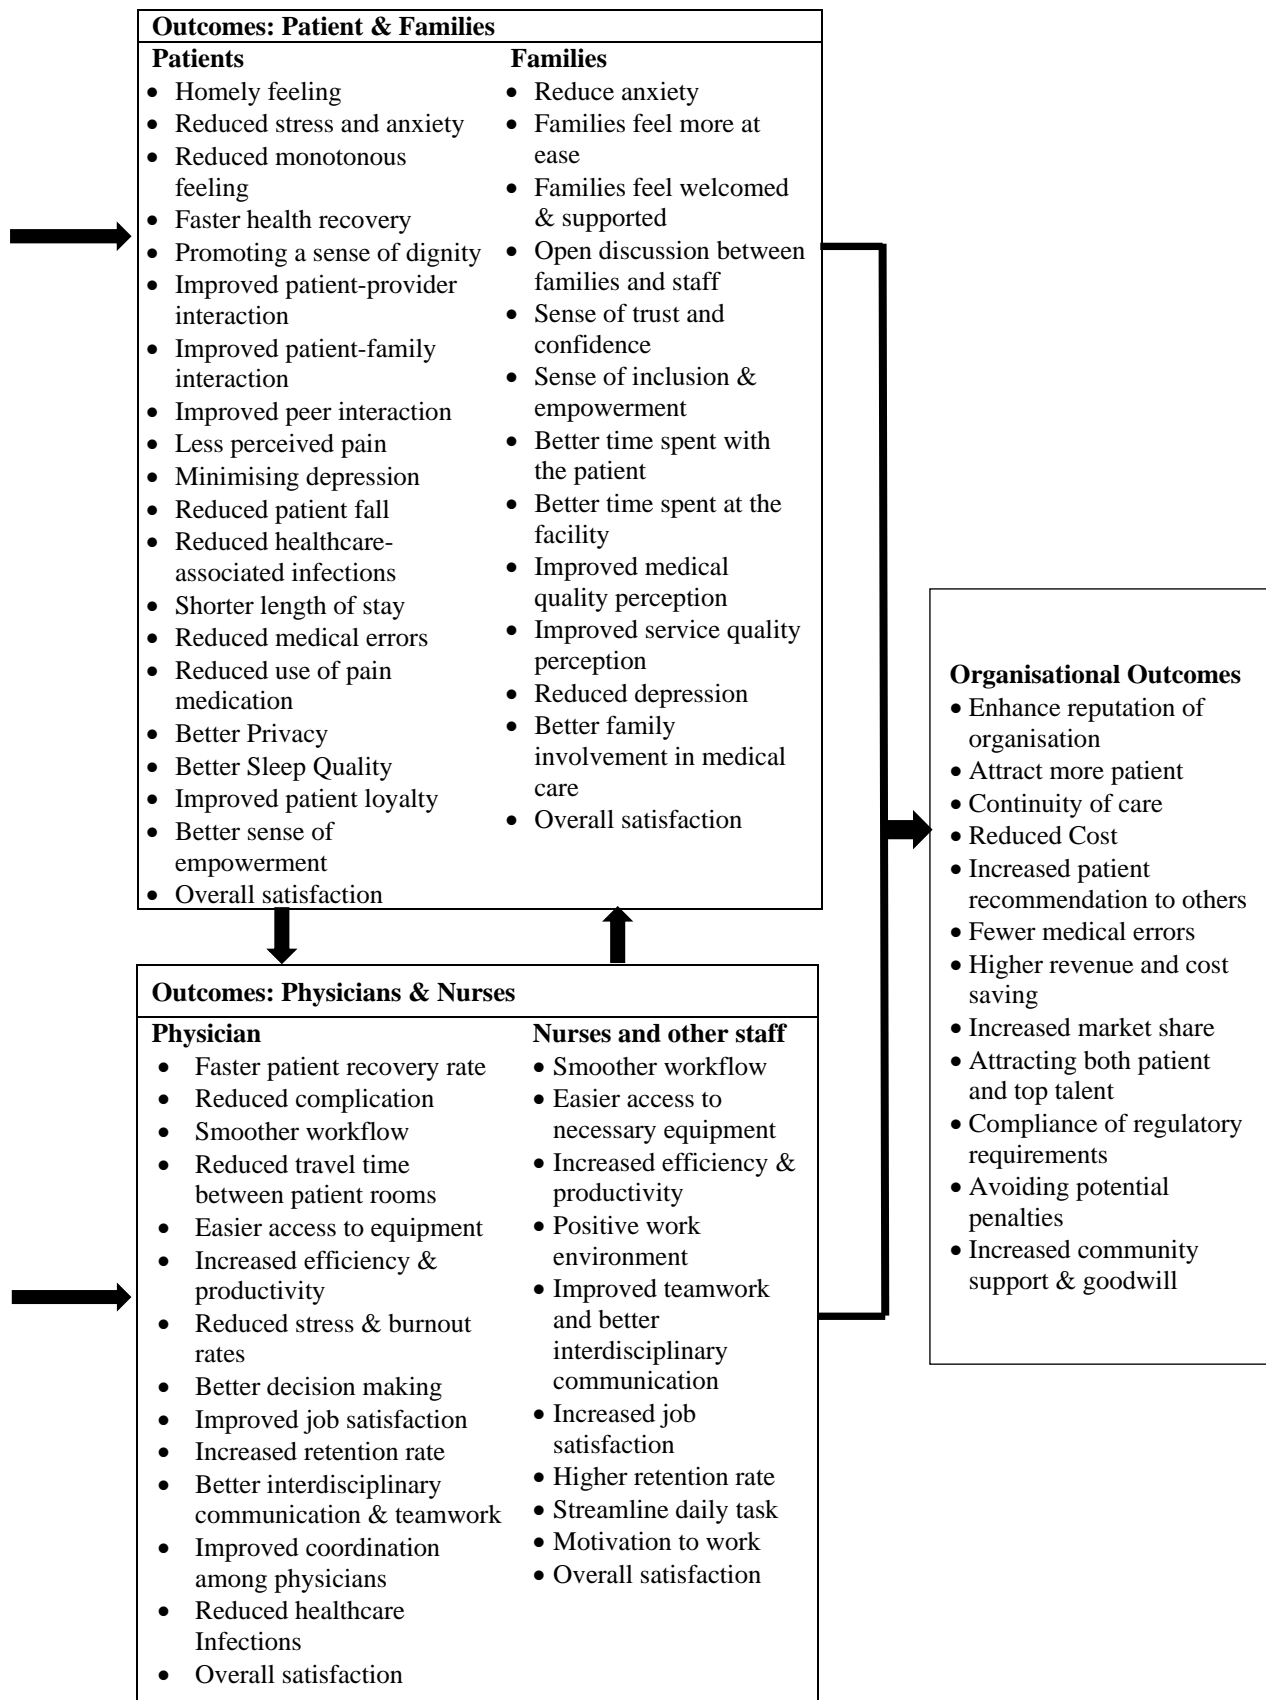 Outcomes: Patient & Families
Patients
• Homely feeling
• Reduced stress and anxiety
• Reduced monotonous
feeling
• Faster health recovery
• Promoting a sense of dignity
• Improved patient-provider
interaction
• Improved patient-family
interaction
• Improved peer interaction
• Less perceived pain
• Minimising depression
• Reduced patient fall
• Reduced healthcare-
associated infections
• Shorter length of stay
• Reduced medical errors
• Reduced use of pain
medication
• Better Privacy
• Better Sleep Quality
• Improved patient loyalty
• Better sense of
empowerment
• Overall satisfaction
Families
• Reduce anxiety
• Families feel more at
ease
• Families feel welcomed
& supported
• Open discussion between
families and staff
• Sense of trust and
confidence
• Sense of inclusion &
empowerment
• Better time spent with
the patient
• Better time spent at the
facility
• Improved medical
quality perception
• Improved service quality
perception
• Reduced depression
• Better family
involvement in medical
care
• Overall satisfaction
Outcomes: Physicians & Nurses
Physician
• Faster patient recovery rate
• Reduced complication
• Smoother workflow
• Reduced travel time
between patient rooms
• Easier access to equipment
• Increased efficiency &
productivity
• Reduced stress & burnout
rates
• Better decision making
• Improved job satisfaction
• Increased retention rate
• Better interdisciplinary
communication & teamwork
• Improved coordination
among physicians
• Reduced healthcare
Infections
• Overall satisfaction
Nurses and other staff
• Smoother workflow
• Easier access to
necessary equipment
• Increased efficiency &
productivity
• Positive work
environment
• Improved teamwork
and better
interdisciplinary
communication
• Increased job
satisfaction
• Higher retention rate
• Streamline daily task
• Motivation to work
• Overall satisfaction
Organisational Outcomes
• Enhance reputation of
organisation
• Attract more patient
• Continuity of care
• Reduced Cost
• Increased patient
recommendation to others
• Fewer medical errors
• Higher revenue and cost
saving
• Increased market share
• Attracting both patient
and top talent
• Compliance of regulatory
requirements
• Avoiding potential
penalties
• Increased community
support & goodwill